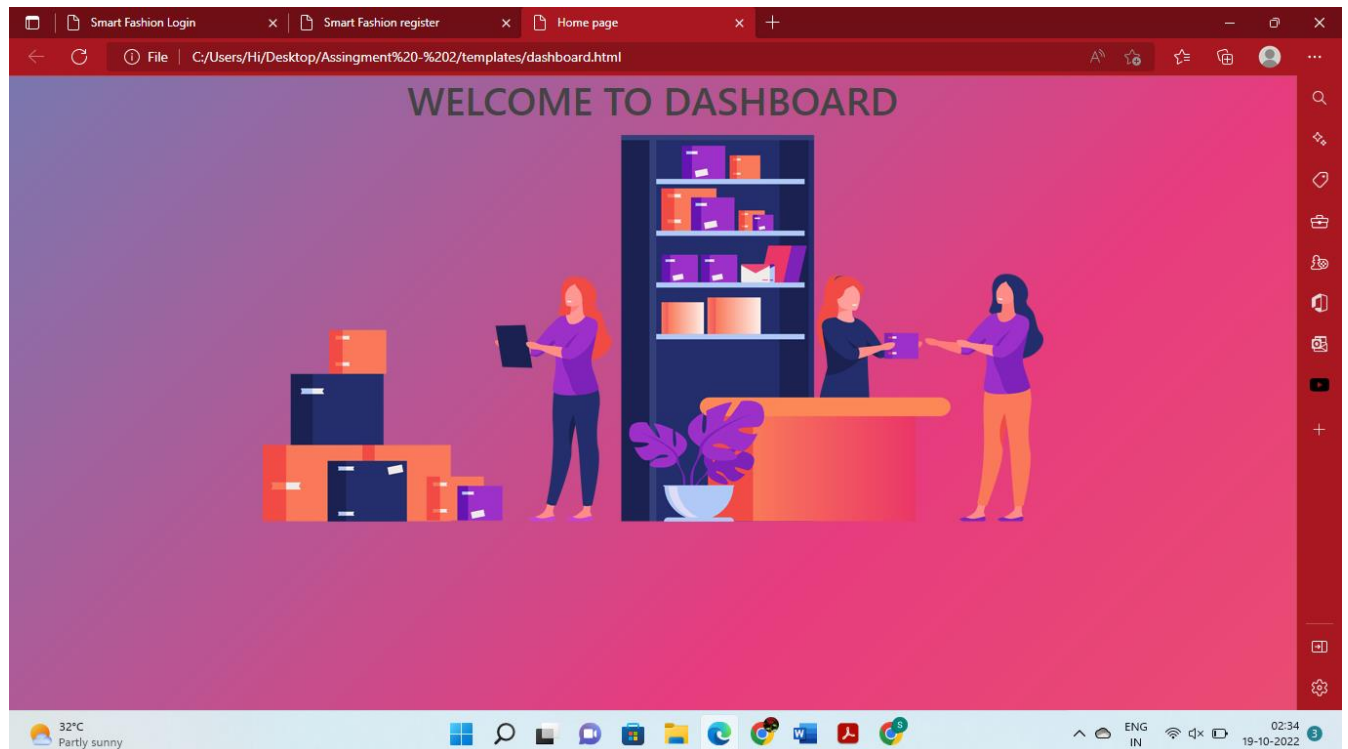 Smart Fashion Login
Smart Fashion register
Home page
File
C:/Users/Hi/Desktop/Assingment%20-%202/templates/dashboard.html
WELCOME TO DASHBOARD
32°C
Partly sunny
ENG
IN
02:34
19-10-2022
3